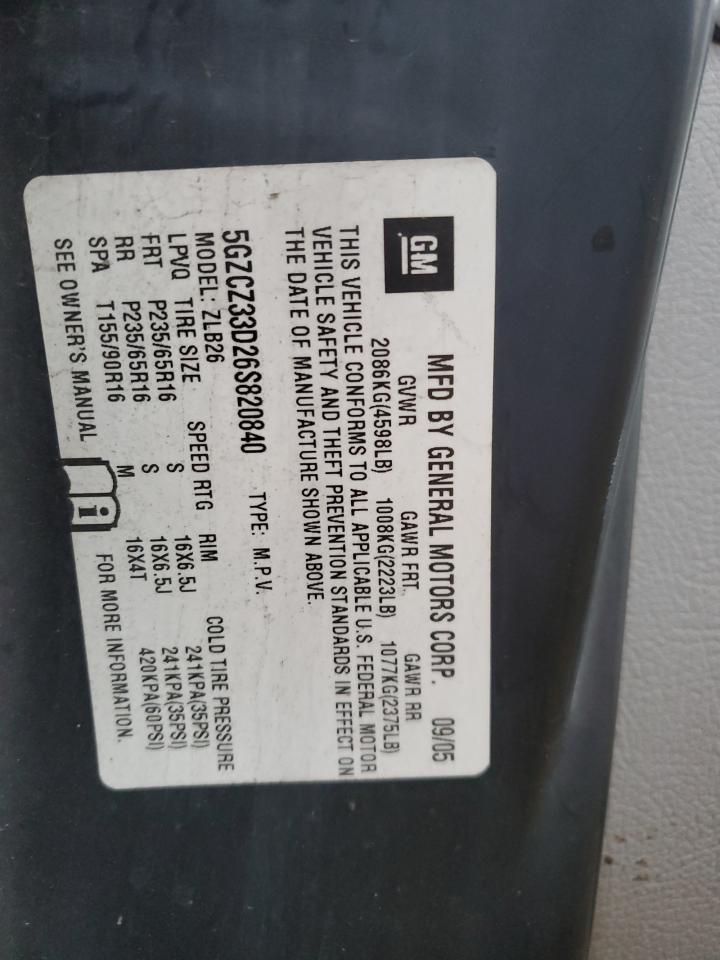 GM
MFD BY GENERAL MOTORS CORP. 09/05
GVWR GAWR FRT. GAWR RR
2086KG(4598LB) 1008KG(2223LB) 1077KG(2375LB)
THIS VEHICLE CONFORMS TO ALL APPLICABLE U.S. FEDERAL MOTOR
VEHICLE SAFETY AND THEFT PREVENTION STANDARDS IN EFFECT ON
THE DATE OF MANUFACTURE SHOWN ABOVE.
5GZCZ33D26S820840 TYPE: M.P.V.
MODEL: ZLB26
LPVQ TIRE SIZE SPEED RTG RIM COLD TIRE PRESSURE
FRT P235/65R16 S 16X6.5J 241KPA(35PSI)
RR P235/65R16 S 16X6.5J 241KPA(35PSI)
SPA T155/90R16 M 16X4T 420KPA(60PSI)
SEE OWNER'S MANUAL i FOR MORE INFORMATION.